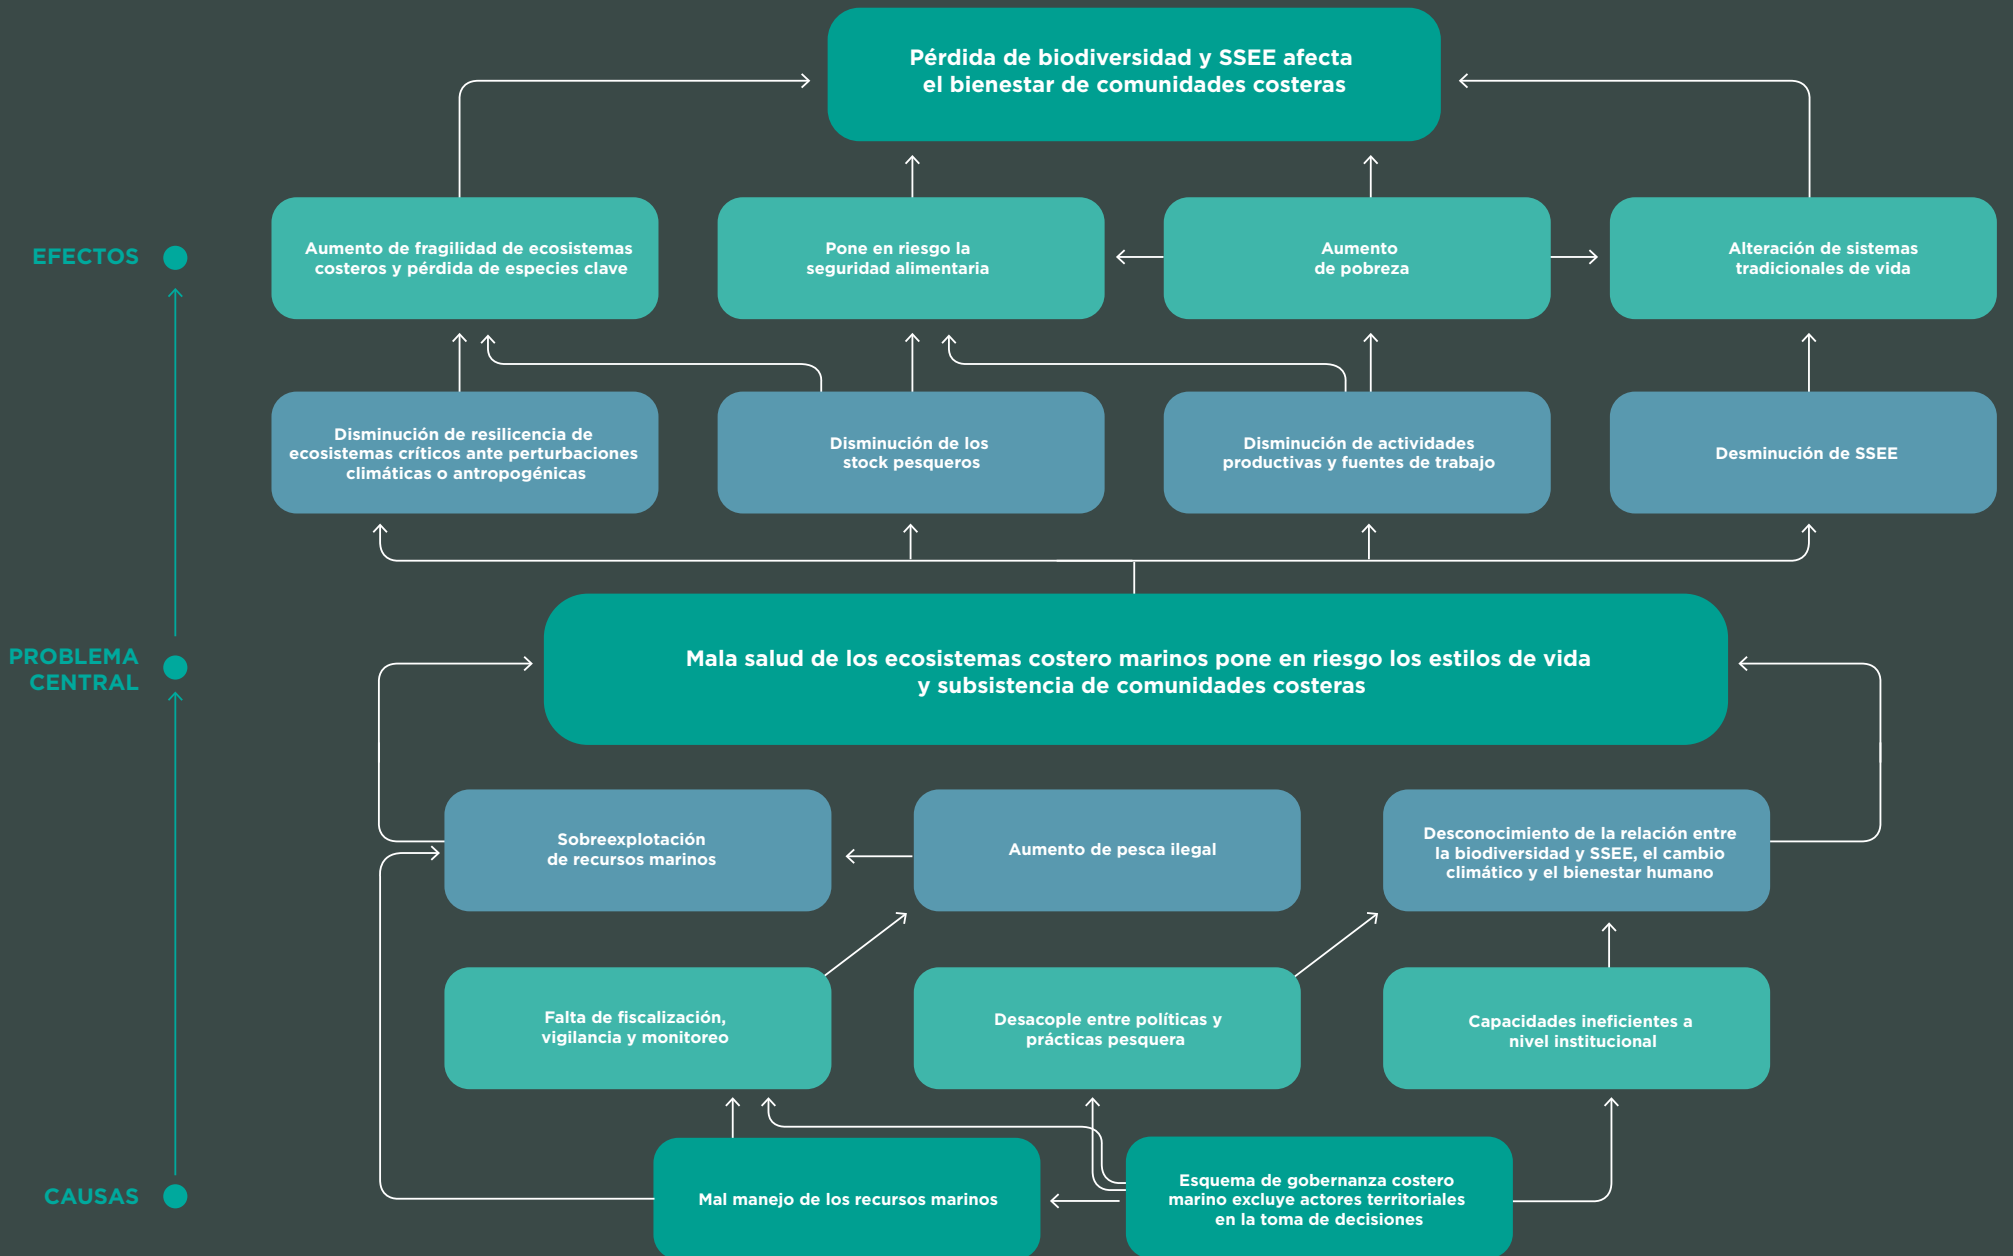 Pérdida de biodiversidad y SSEE afecta
el bienestar de comunidades costeras
EFECTOS
Aumento de fragilidad de ecosistemas
costeros y pérdida de especies clave
Pone en riesgo la
seguridad alimentaria
Aumento
de pobreza
Alteración de sistemas
tradicionales de vida
Disminución de resilicencia de
ecosistemas críticos ante perturbaciones
climáticas o antropogénicas
Disminución de los
stock pesqueros
Disminución de actividades
productivas y fuentes de trabajo
Desminución de SSEE
PROBLEMA
CENTRAL
Mala salud de los ecosistemas costero marinos pone en riesgo los estilos de vida
y subsistencia de comunidades costeras
Sobreexplotación
de recursos marinos
Aumento de pesca ilegal
Desconocimiento de la relación entre
la biodiversidad y SSEE, el cambio
climático y el bienestar humano
Falta de fiscalización,
vigilancia y monitoreo
Desacople entre políticas y
prácticas pesquera
Capacidades ineficientes a
nivel institucional
CAUSAS
Mal manejo de los recursos marinos
Esquema de gobernanza costero
marino excluye actores territoriales
en la toma de decisiones